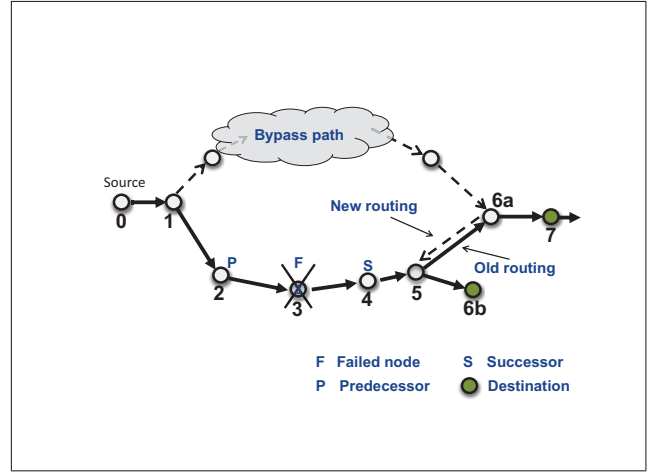 Bypass path
Source
0
1
New routing
6a
7
P
2
F
3
S
4
5
Old routing
6b
F Failed node S Successor
P Predecessor Destination